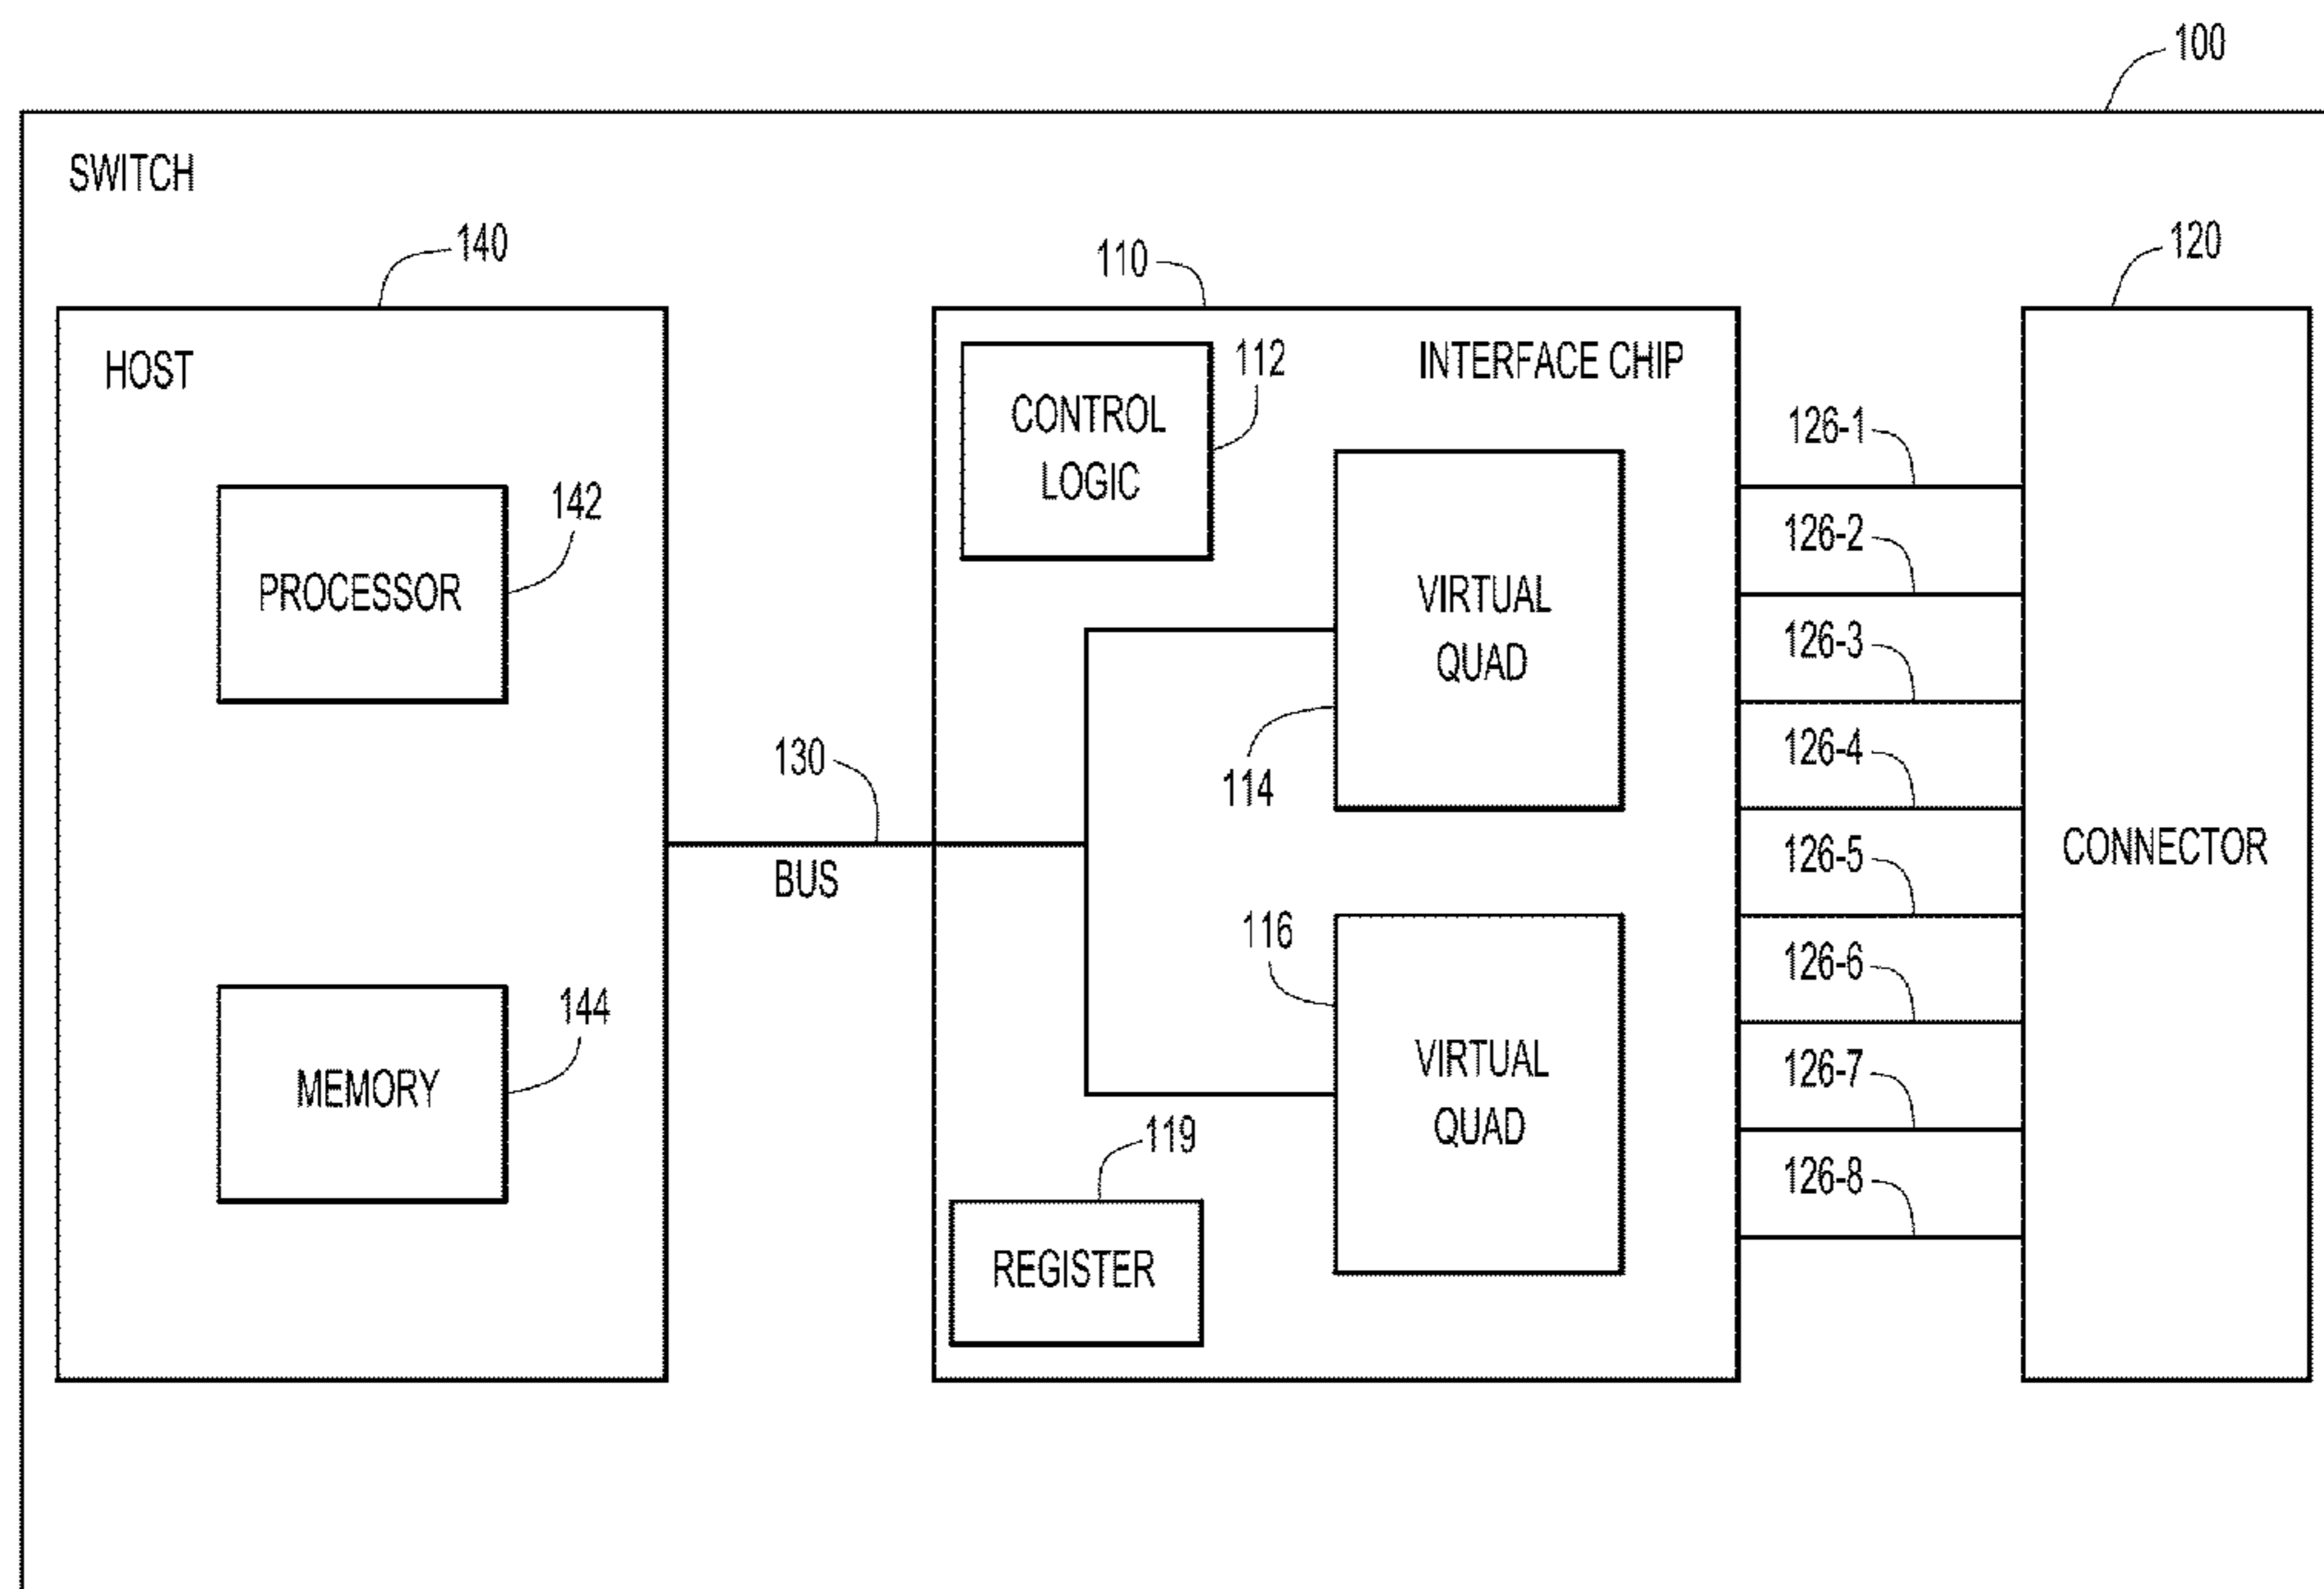 100
SWITCH
140
110
120
HOST
CONTROL
LOGIC
112
INTERFACE CHIP
126-1
142
PROCESSOR
VIRTUAL
QUAD
126-2
126-3
130
BUS
114
126-4
126-5
CONNECTOR
116
126-6
144
MEMORY
VIRTUAL
QUAD
126-7
119
126-8
REGISTER